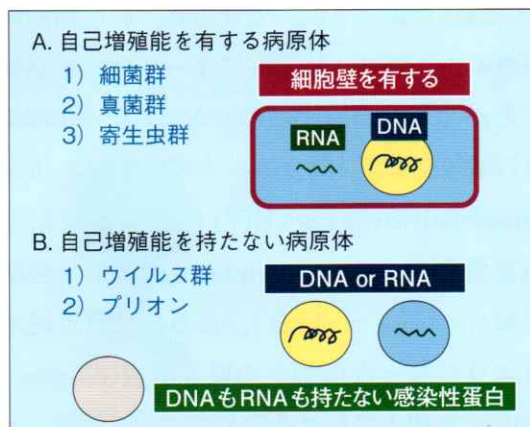 A. 自己増殖能を有する病原体
1) 細菌群
2) 真菌群
3) 寄生虫群
細胞壁を有する
RNA
DNA
B. 自己増殖能を持たない病原体
1) ウイルス群
2) プリオン
DNA or RNA
DNAもRNAも持たない感染性蛋白